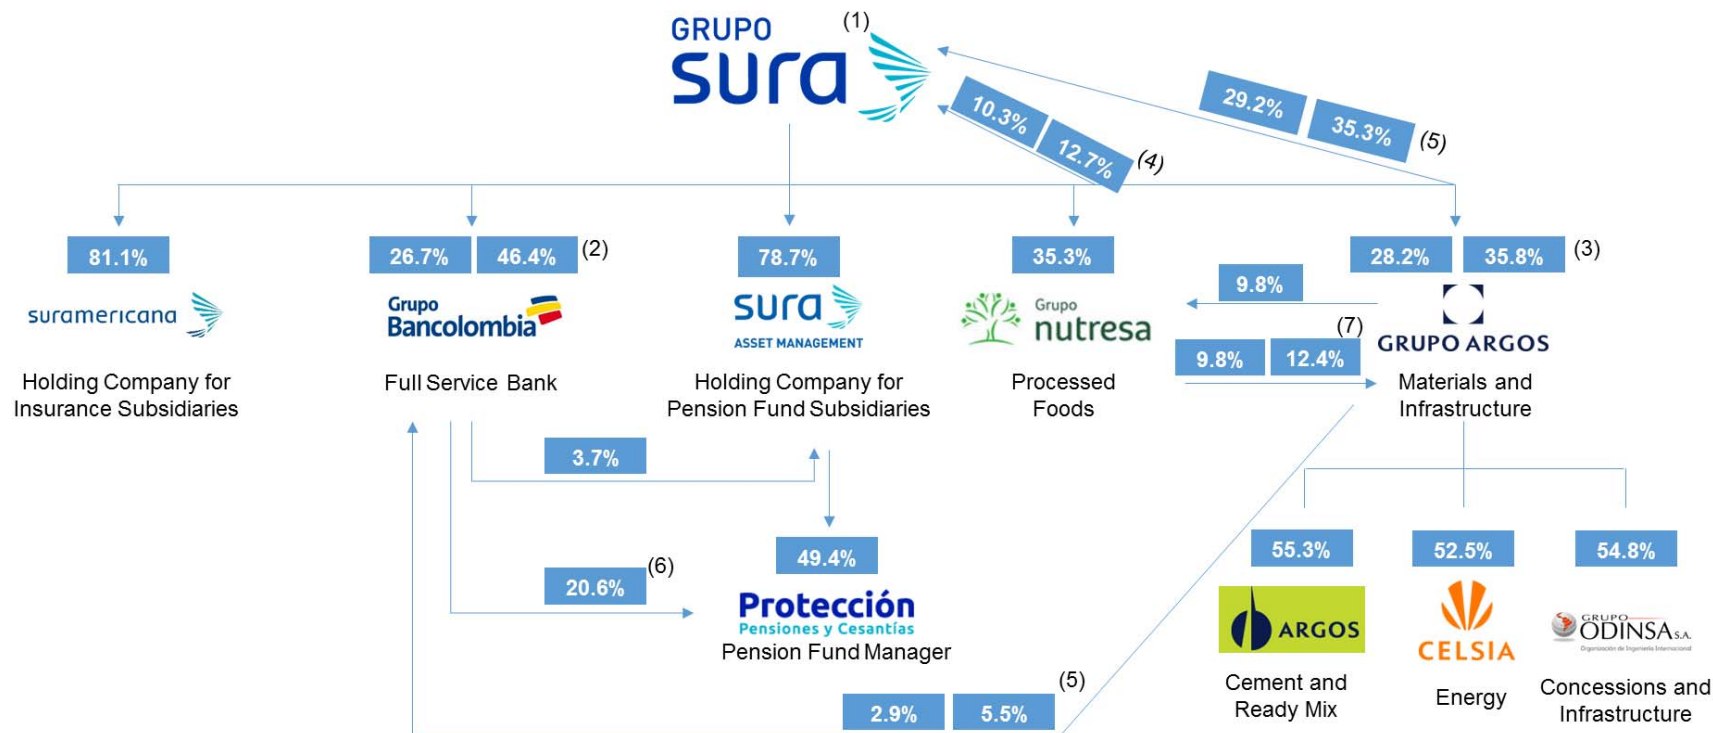 GRUPO
sura
(1)
29.2%
35.3%
(5)
10.3%
12.7%
(4)
81.1%
suramericana
Holding Company for
Insurance Subsidiaries
26.7%
46.4%
(2)
Grupo
Bancolombia
Full Service Bank
78.7%
sura
ASSET MANAGEMENT
Holding Company for
Pension Fund Subsidiaries
35.3%
Grupo
nutresa
Processed
Foods
28.2%
35.8%
(3)
9.8%
GRUPO ARGOS
Materials and
Infrastructure
9.8%
12.4%
(7)
3.7%
20.6%
(6)
49.4%
Protección
Pensiones y Cesantías
Pension Fund Manager
2.9%
5.5%
(5)
55.3%
ARGOS
Cement and
Ready Mix
52.5%
CELSIA
Energy
54.8%
GRUPO
ODINSA S.A.
Organización de Ingeniería Internacional
Concessions and
Infrastructure